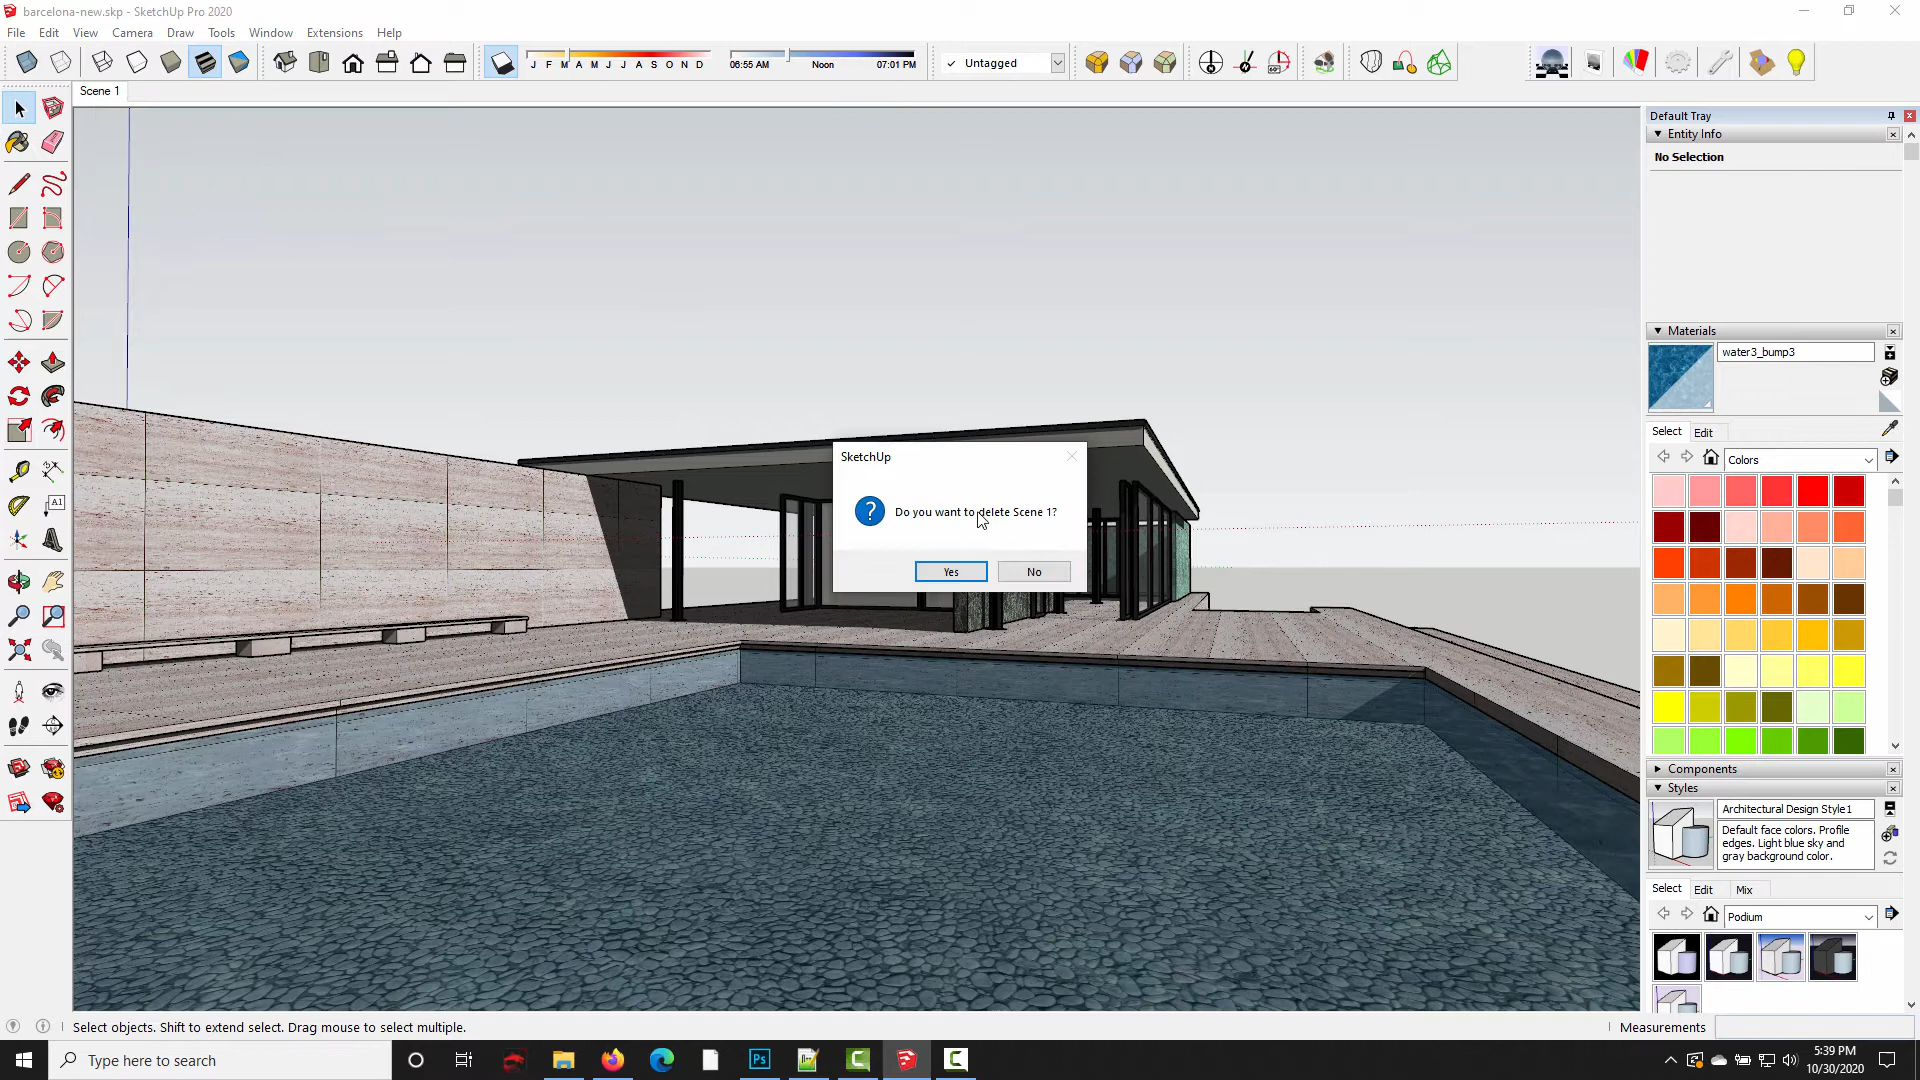 barcelona-new.skp - SketchUp Pro 2020
File Edit View Camera Draw Tools Window Extensions Help
J F M A M J J A S O N D
06:55 AM Noon 07:01 PM
✓ Untagged
Scene 1
Default Tray
Entity Info
No Selection
Materials
water3_bump3
Select Edit
Colors
SketchUp
Do you want to delete Scene 1?
Yes No
Components
Styles
Architectural Design Style1
Default face colors. Profile
edges. Light blue sky and
gray background color.
Select Edit Mix
Podium
Select objects. Shift to extend select. Drag mouse to select multiple.
Measurements
Type here to search
Ps
5:39 PM
10/30/2020